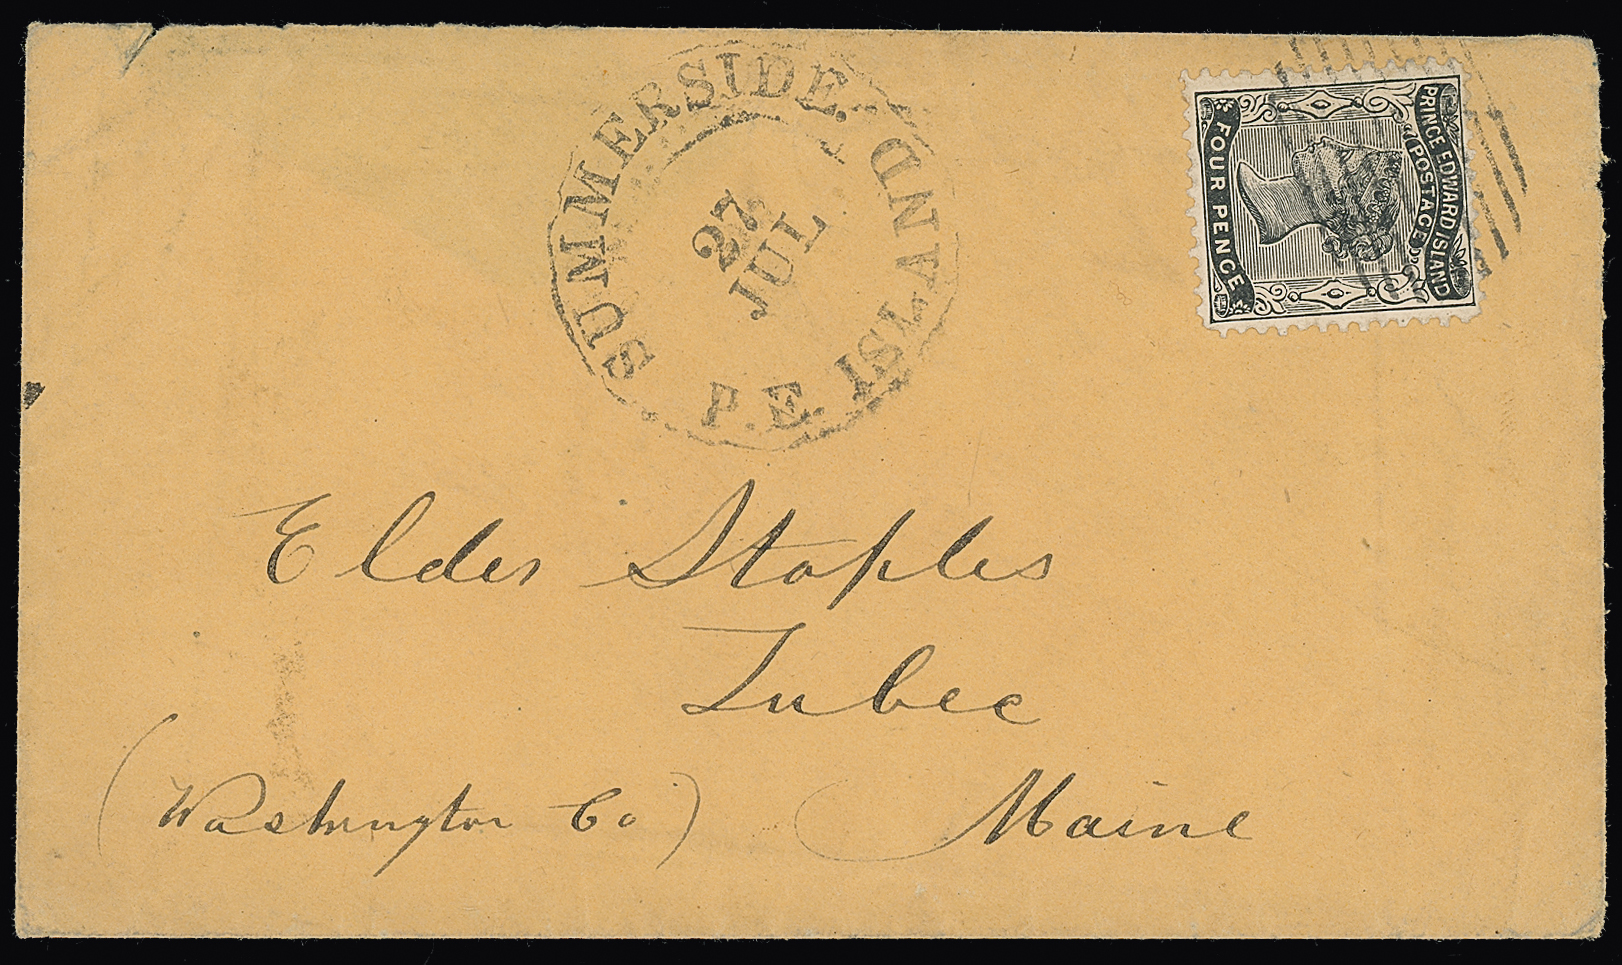 SUMMERSIDE.
P.E. ISLAND
27
JUL
PRINCE EDWARD ISLAND
POSTAGE
FOUR PENCE
Elder Staples
Lubec
(Washington Co) Maine